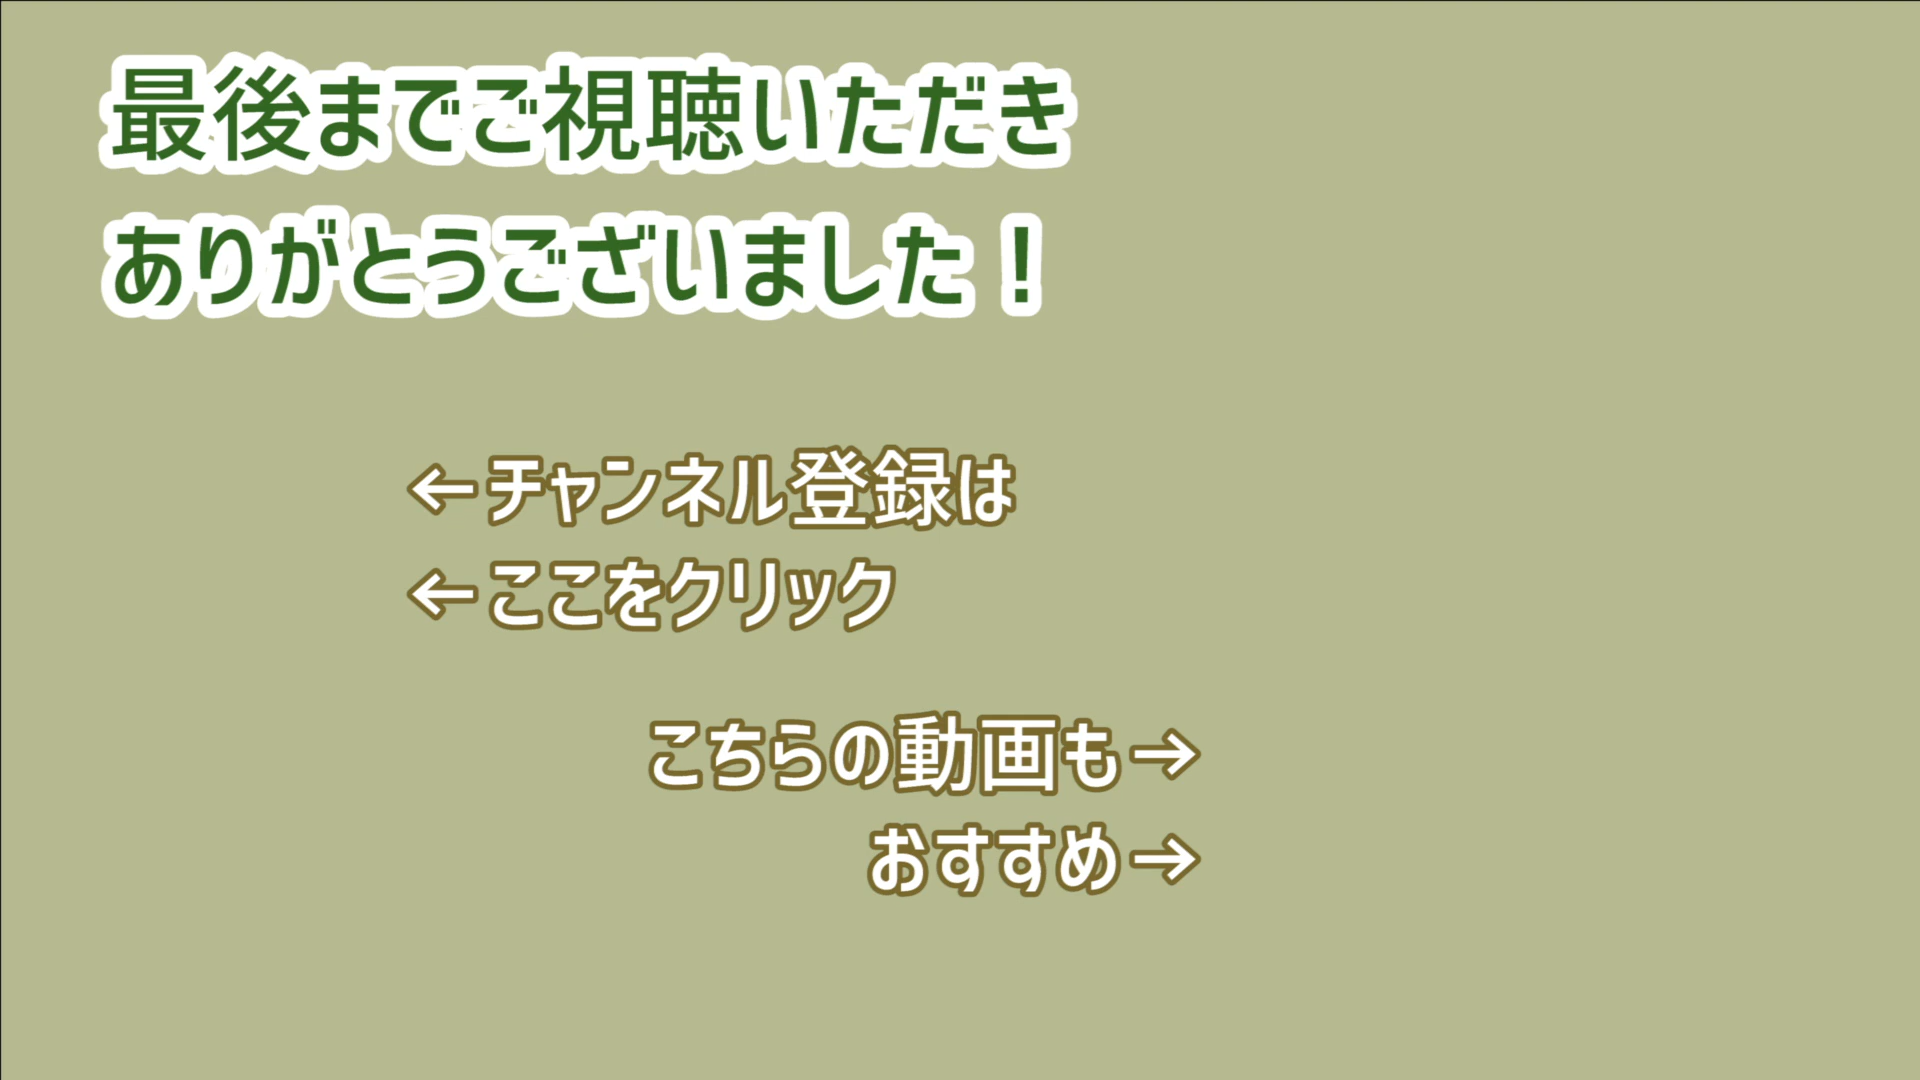 最後までご視聴いただき
ありがとうございました！
←チャンネル登録は
←ここをクリック
こちらの動画も→
おすすめ→